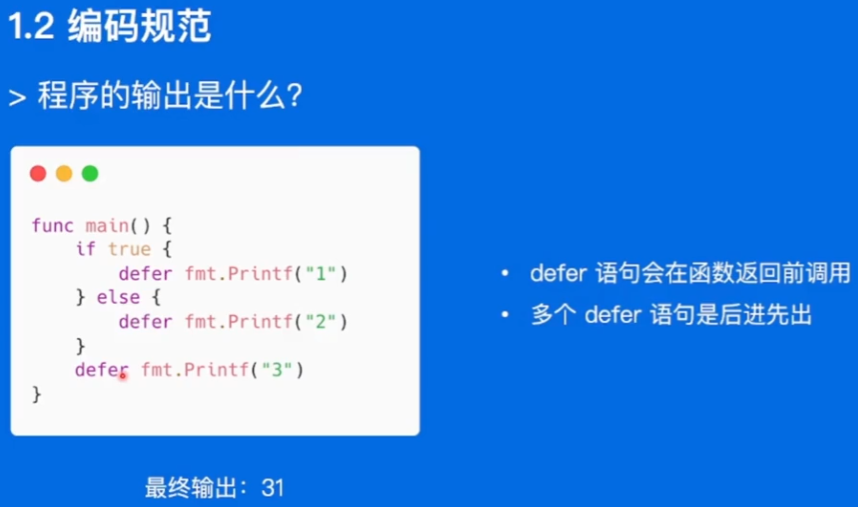 1.2 编码规范
> 程序的输出是什么?
func main() {
    if true {
        defer fmt.Printf("1")
    } else {
        defer fmt.Printf("2")
    }
    defer fmt.Printf("3")
}
• defer 语句会在函数返回前调用
• 多个 defer 语句是后进先出
最终输出：31